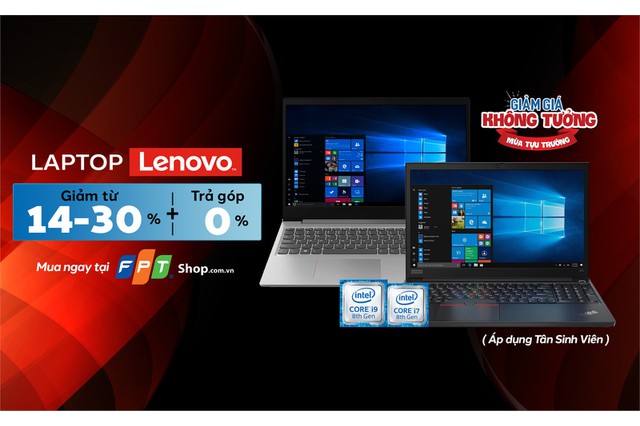 GIẢM GIÁ
KHÔNG TƯỞNG
MÙA TỰU TRƯỜNG
LAPTOP Lenovo
Giảm từ
14-30%
+
Trả góp
0%
Mua ngay tại FPT Shop.com.vn
intel
CORE i9
8th Gen
intel
CORE i7
8th Gen
( Áp dụng Tân Sinh Viên )